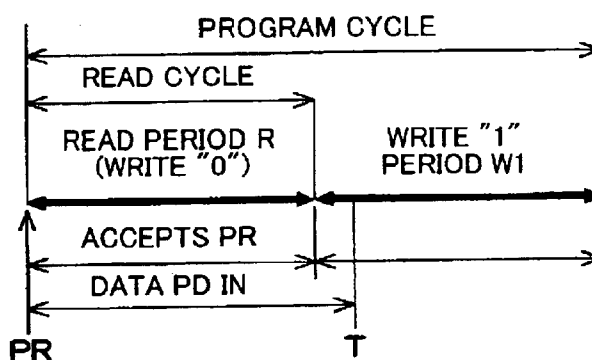 PROGRAM CYCLE
READ CYCLE
READ PERIOD R
(WRITE "0")
WRITE "1"
PERIOD W1
ACCEPTS PR
DATA PD IN
PR
T